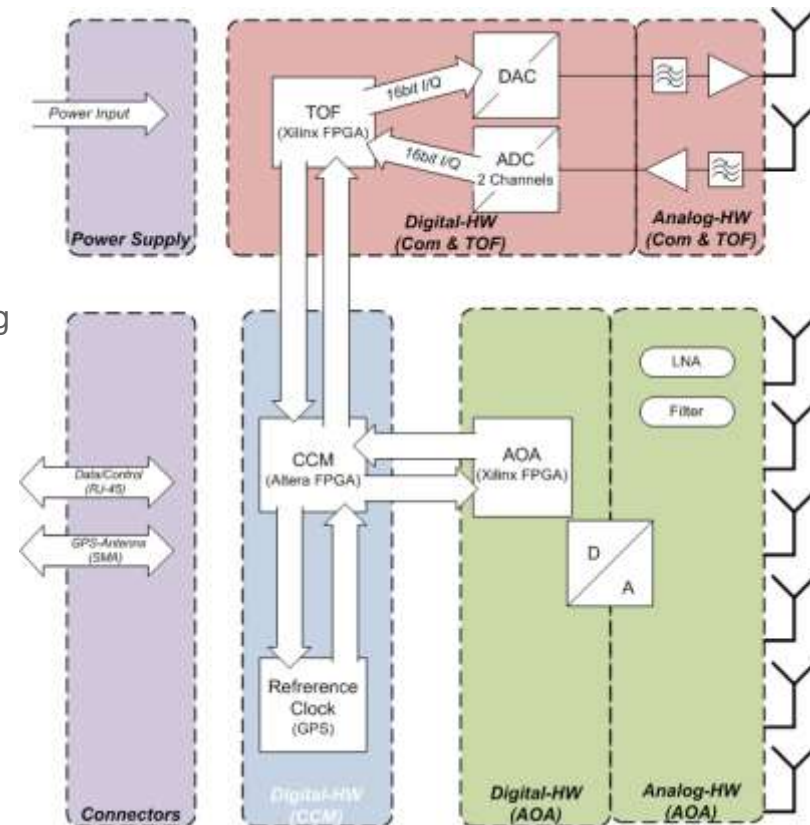 Power Input
Power Supply
TOF
(Xilinx FPGA)
16bit I/Q
16bit I/Q
DAC
ADC
2 Channels
Digital-HW
(Com & TOF)
Analog-HW
(Com & TOF)
g
Data/Control
(RJ-45)
GPS-Antenna
(SMA)
Connectors
CCM
(Altera FPGA)
Refrerence
Clock
(GPS)
Digital-HW
(CCM)
AOA
(Xilinx FPGA)
D
A
Digital-HW
(AOA)
LNA
Filter
Analog-HW
(AOA)